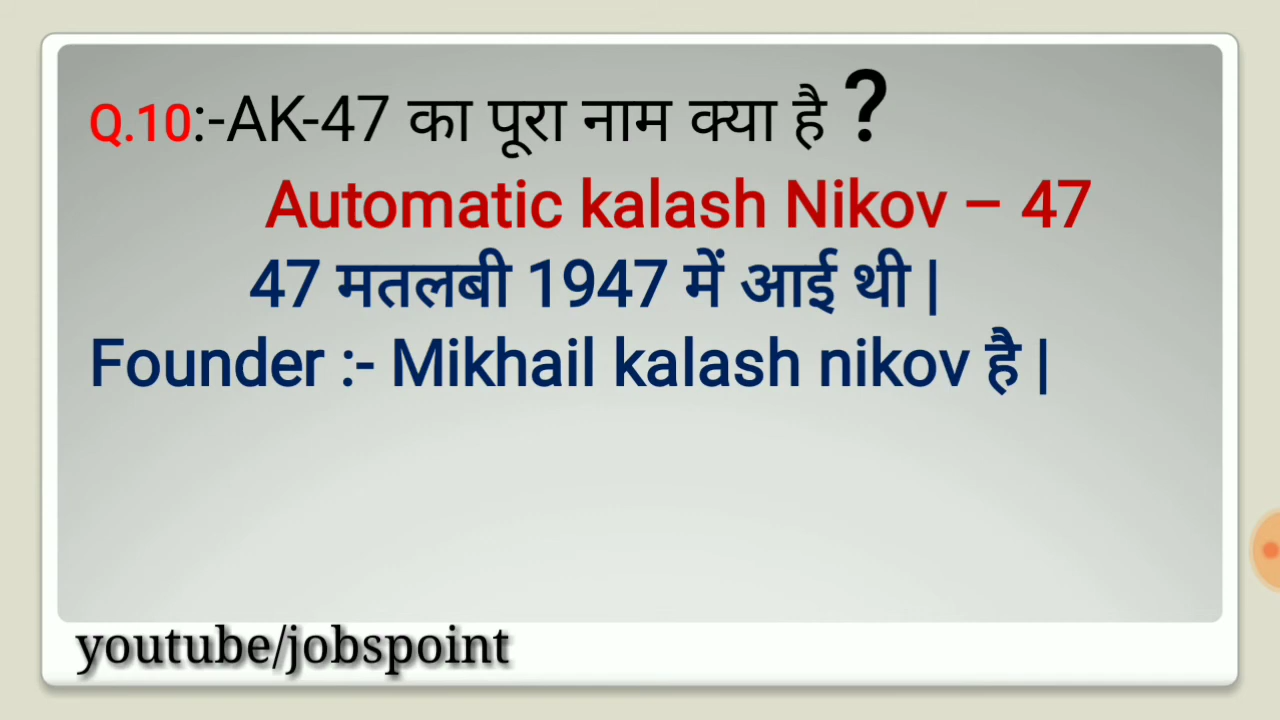 Q.10:-AK-47 का पूरा नाम क्या है ?
Automatic kalash Nikov – 47
47 मतलबी 1947 में आई थी |
Founder :- Mikhail kalash nikov है |
youtube/jobspoint